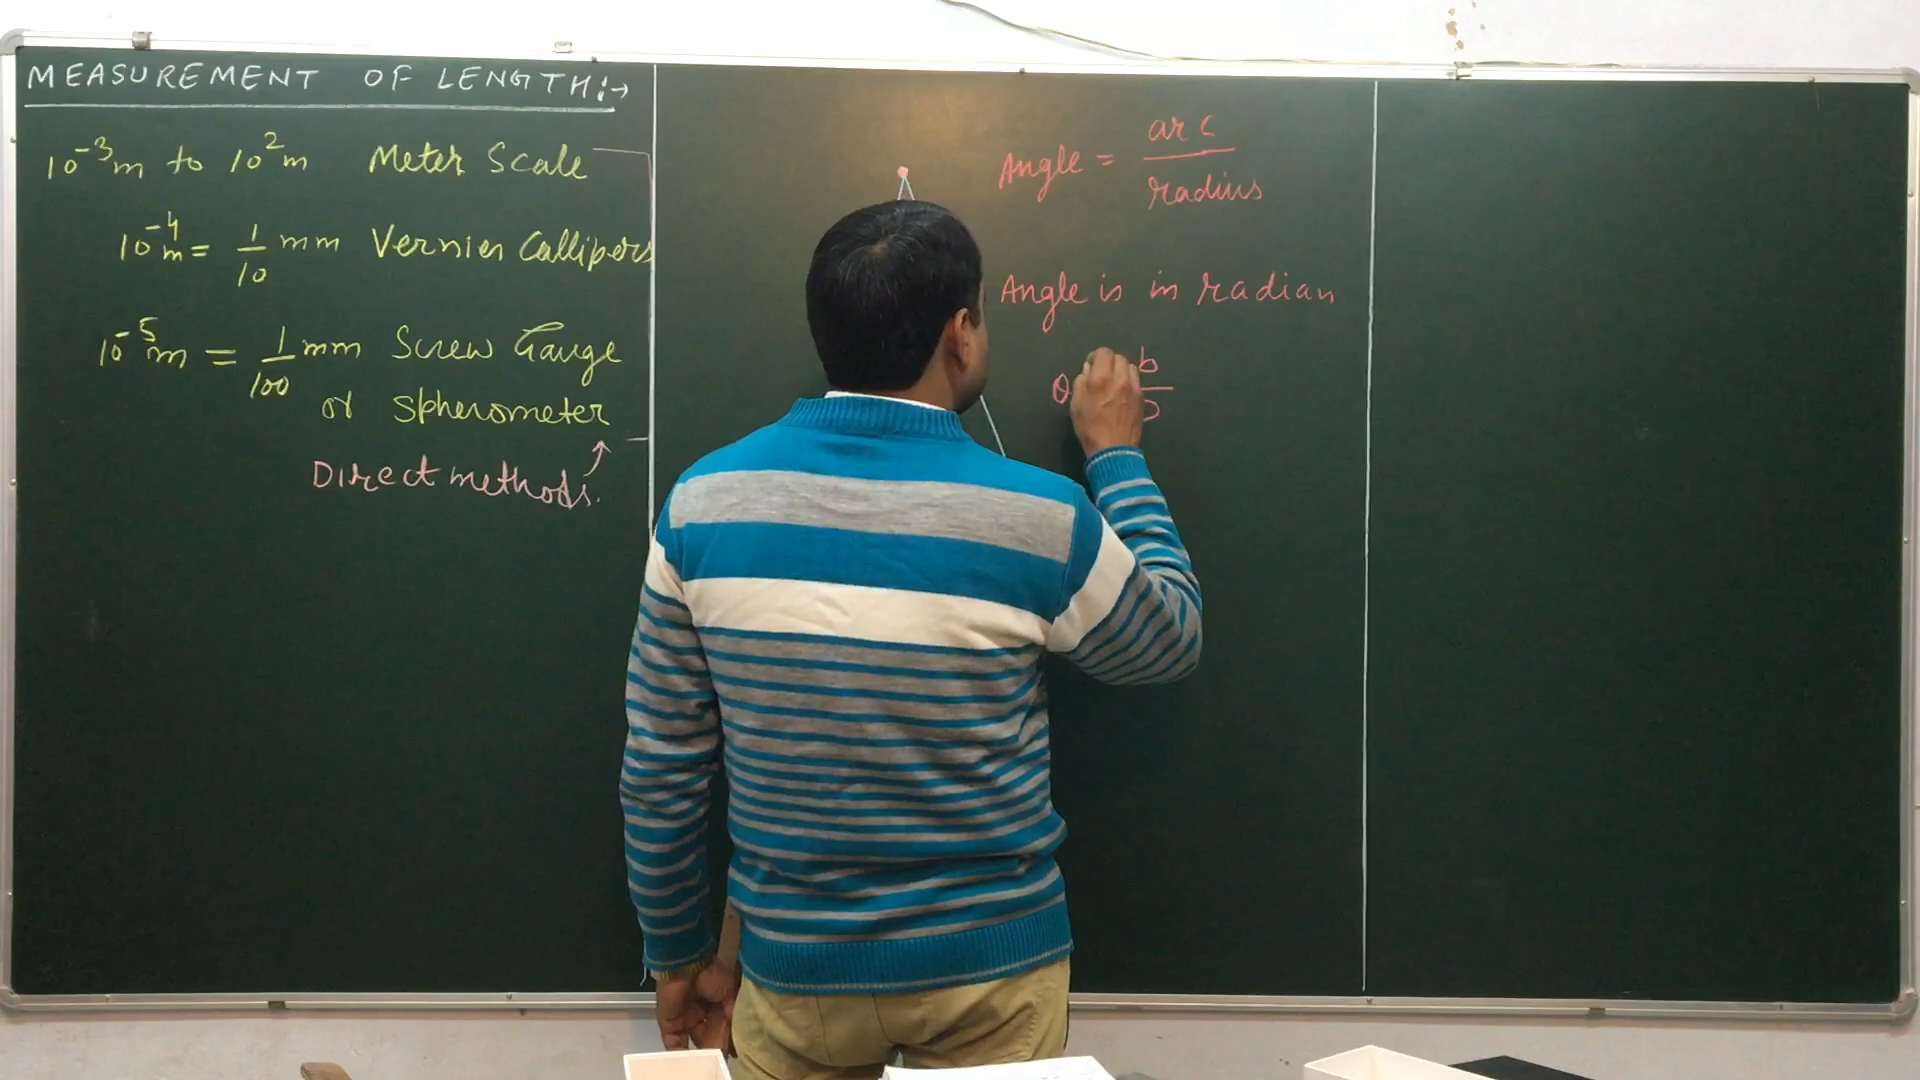 MEASUREMENT OF LENGTH:→
10⁻³m to 10²m Meter Scale
10⁻⁴m = 1/10 mm Vernier Callipers
10⁻⁵m = 1/100 mm Screw Gauge
or Spherometer
Direct methods.
Angle = arc/radius
Angle is in radian
θ b